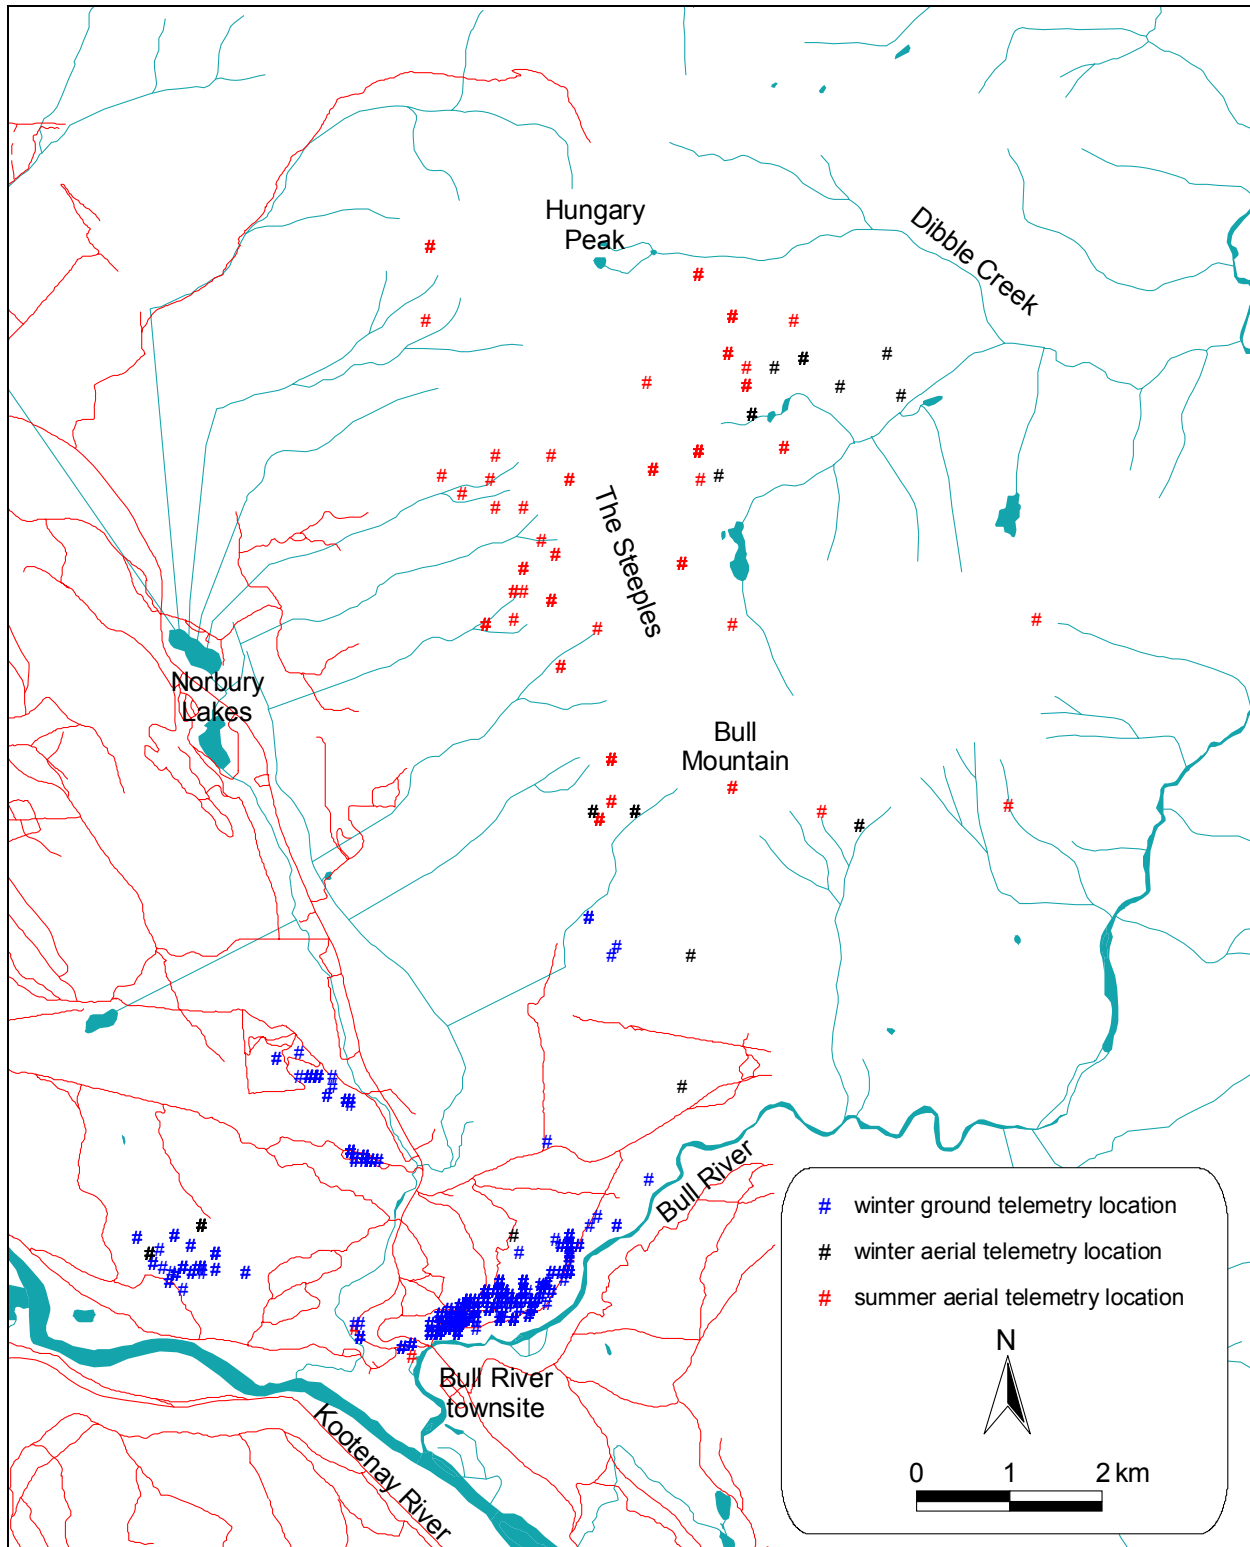 Hungary
Peak
Dibble Creek
The Steeples
Norbury
Lakes
Bull
Mountain
Bull River
# winter ground telemetry location
# winter aerial telemetry location
# summer aerial telemetry location
N
0 1 2 km
Bull River
townsite
Kootenay River